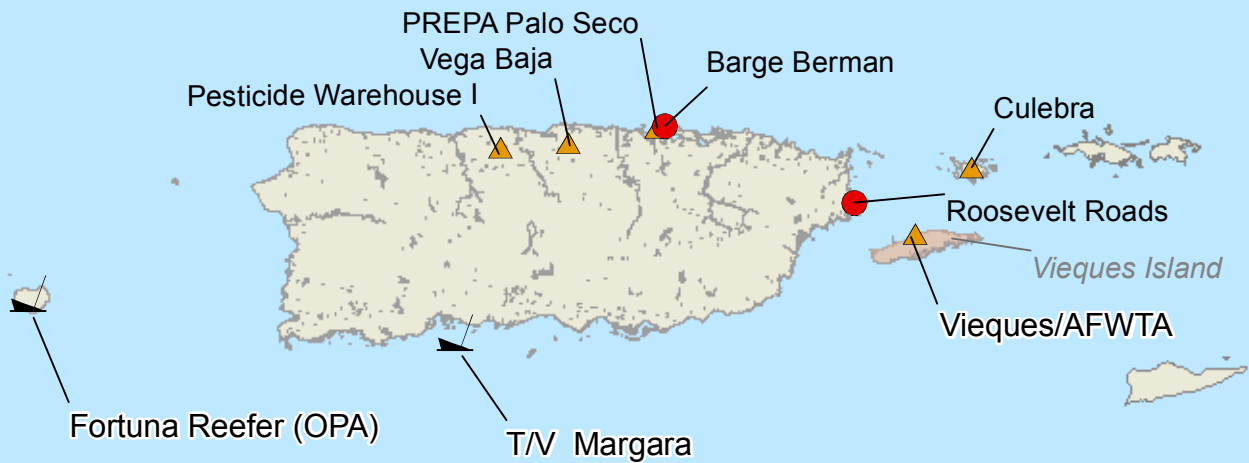 PREPA Palo Seco
Vega Baja
Barge Berman
Pesticide Warehouse I
Culebra
Roosevelt Roads
Vieques Island
Vieques/AFWTA
Fortuna Reefer (OPA)
T/V Margara